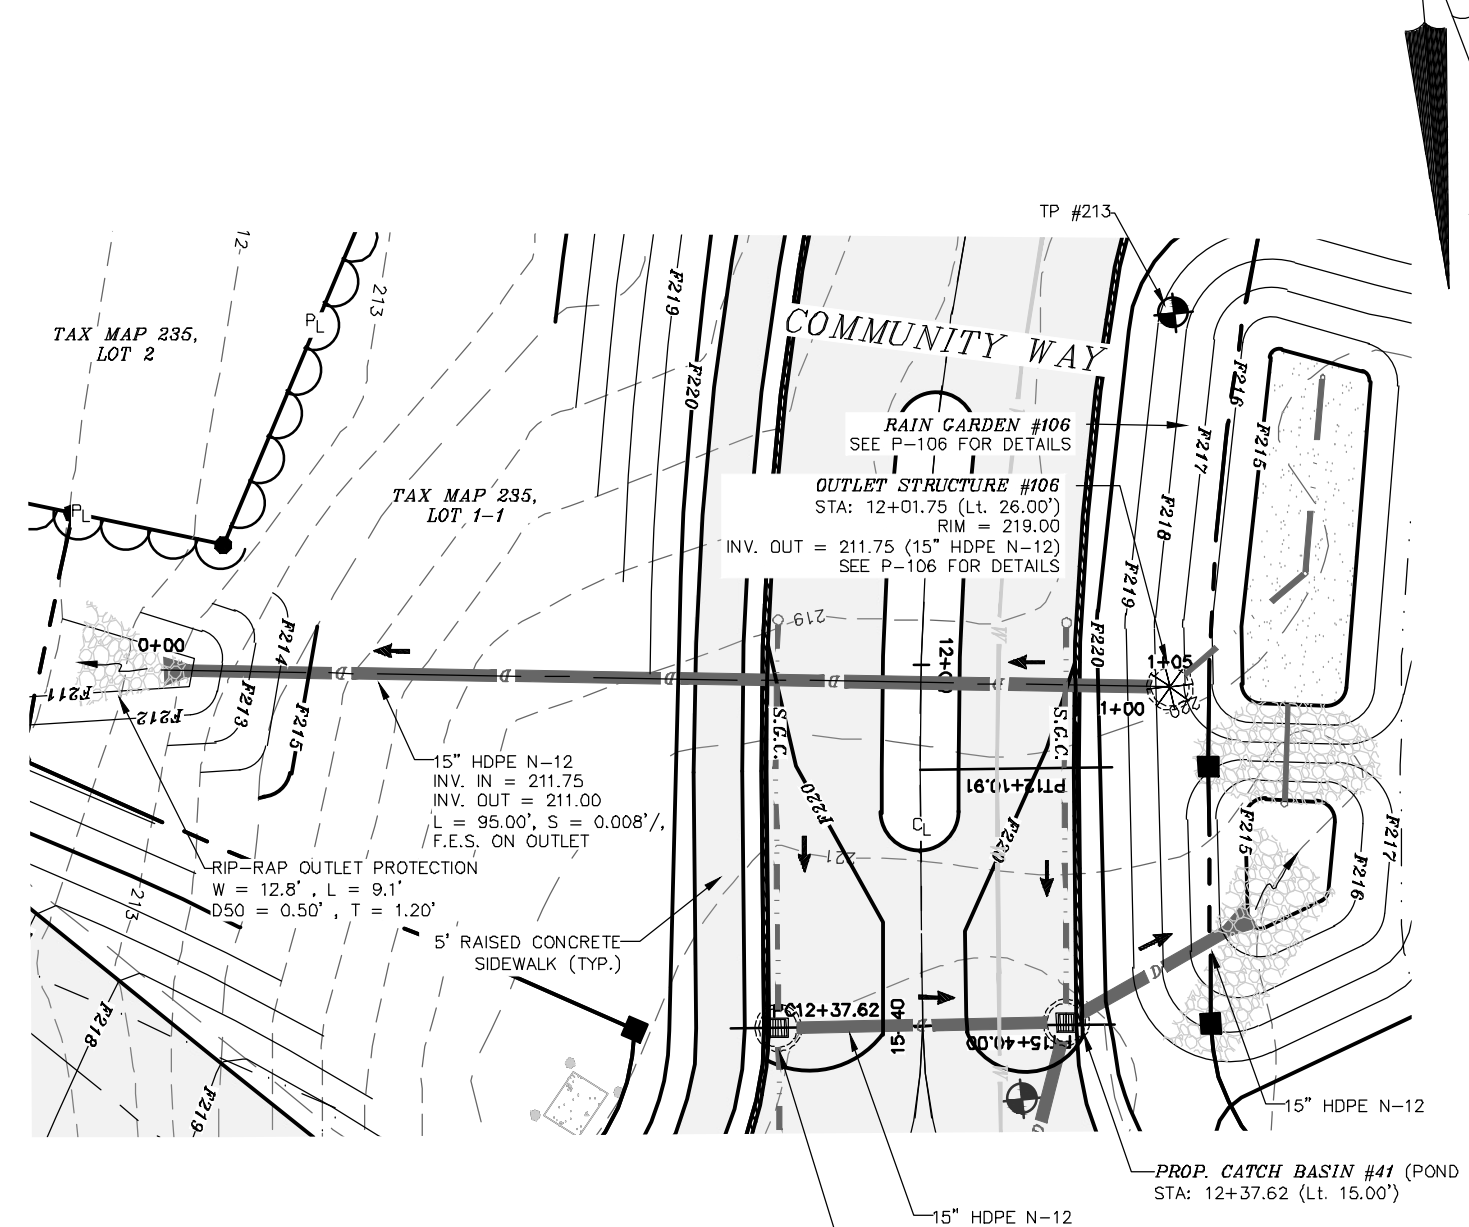 TP #213
12-
213
F219
TAX MAP 235,
LOT 2
PL
COMMUNITY WAY
F220
F216
F215
F217
RAIN GARDEN #106
SEE P-106 FOR DETAILS
OUTLET STRUCTURE #106
STA: 12+01.75 (Lt. 26.00')
RIM = 219.00
INV. OUT = 211.75 (15" HDPE N-12)
SEE P-106 FOR DETAILS
TAX MAP 235,
LOT 1-1
PL
F218
F219
F220
219
0+00
F214
F211
F212
F213
F215
D
D
D
D
D
W
1+05
1+00
220
S.G.C.
S.G.C.
PT12+10.91
15" HDPE N-12
INV. IN = 211.75
INV. OUT = 211.00
L = 95.00', S = 0.008'/,
F.E.S. ON OUTLET
F220
F220
CL
221
W
F215
F216
F217
RIP-RAP OUTLET PROTECTION
W = 12.8' , L = 9.1'
D50 = 0.50' , T = 1.20'
213
5' RAISED CONCRETE
SIDEWALK (TYP.)
D
F218
F219
PC12+37.62
15+40
PT15+40.00
W
D
15" HDPE N-12
PROP. CATCH BASIN #41 (POND
STA: 12+37.62 (Lt. 15.00')
15" HDPE N-12